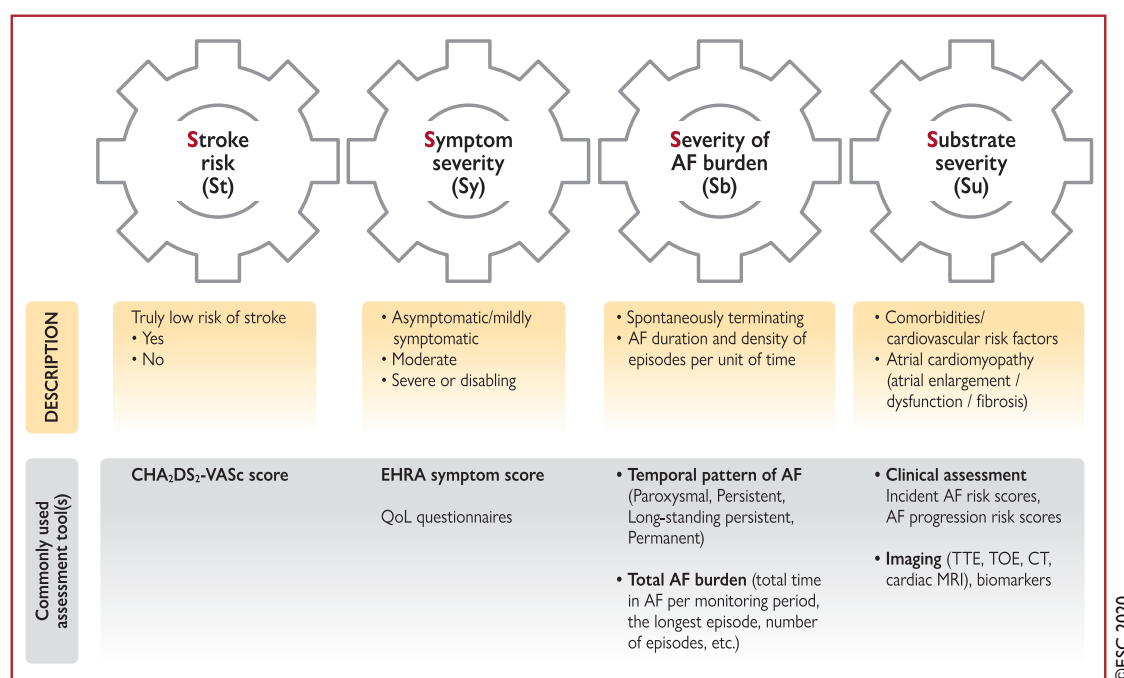 Stroke
risk
(St)
Symptom
severity
(Sy)
Severity of
AF burden
(Sb)
Substrate
severity
(Su)
DESCRIPTION
Truly low risk of stroke
• Yes
• No
• Asymptomatic/mildly
symptomatic
• Moderate
• Severe or disabling
• Spontaneously terminating
• AF duration and density of
episodes per unit of time
• Comorbidities/
cardiovascular risk factors
• Atrial cardiomyopathy
(atrial enlargement /
dysfunction / fibrosis)
Commonly used
assessment tool(s)
CHA₂DS₂-VASc score
EHRA symptom score
QoL questionnaires
• Temporal pattern of AF
(Paroxysmal, Persistent,
Long-standing persistent,
Permanent)
• Total AF burden (total time
in AF per monitoring period,
the longest episode, number
of episodes, etc.)
• Clinical assessment
Incident AF risk scores,
AF progression risk scores
• Imaging (TTE, TOE, CT,
cardiac MRI), biomarkers
©ESC 2020